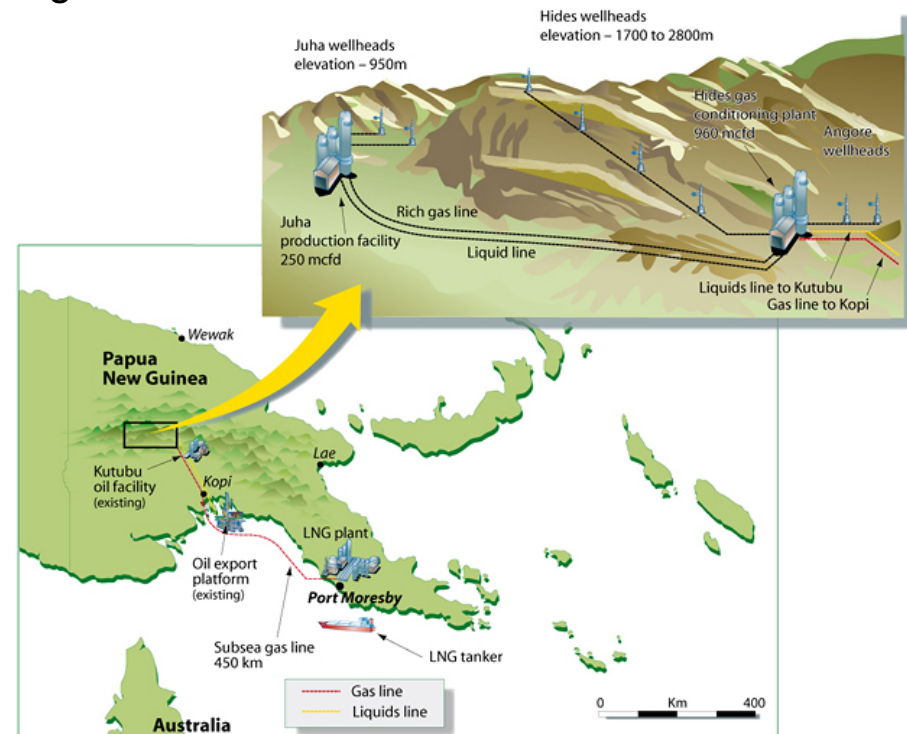 Hides wellheads
elevation – 1700 to 2800m
Juha wellheads
elevation – 950m
Hides gas
conditioning plant
960 mcfd
Angore
wellheads
Rich gas line
Juha
production facility
250 mcfd
Liquid line
Liquids line to Kutubu
Gas line to Kopi
Wewak
Papua
New Guinea
Lae
Kutubu
oil facility
(existing)
Kopi
LNG plant
Oil export
platform
(existing)
Port Moresby
Subsea gas line
450 km
LNG tanker
Gas line
Liquids line
0 Km 400
Australia